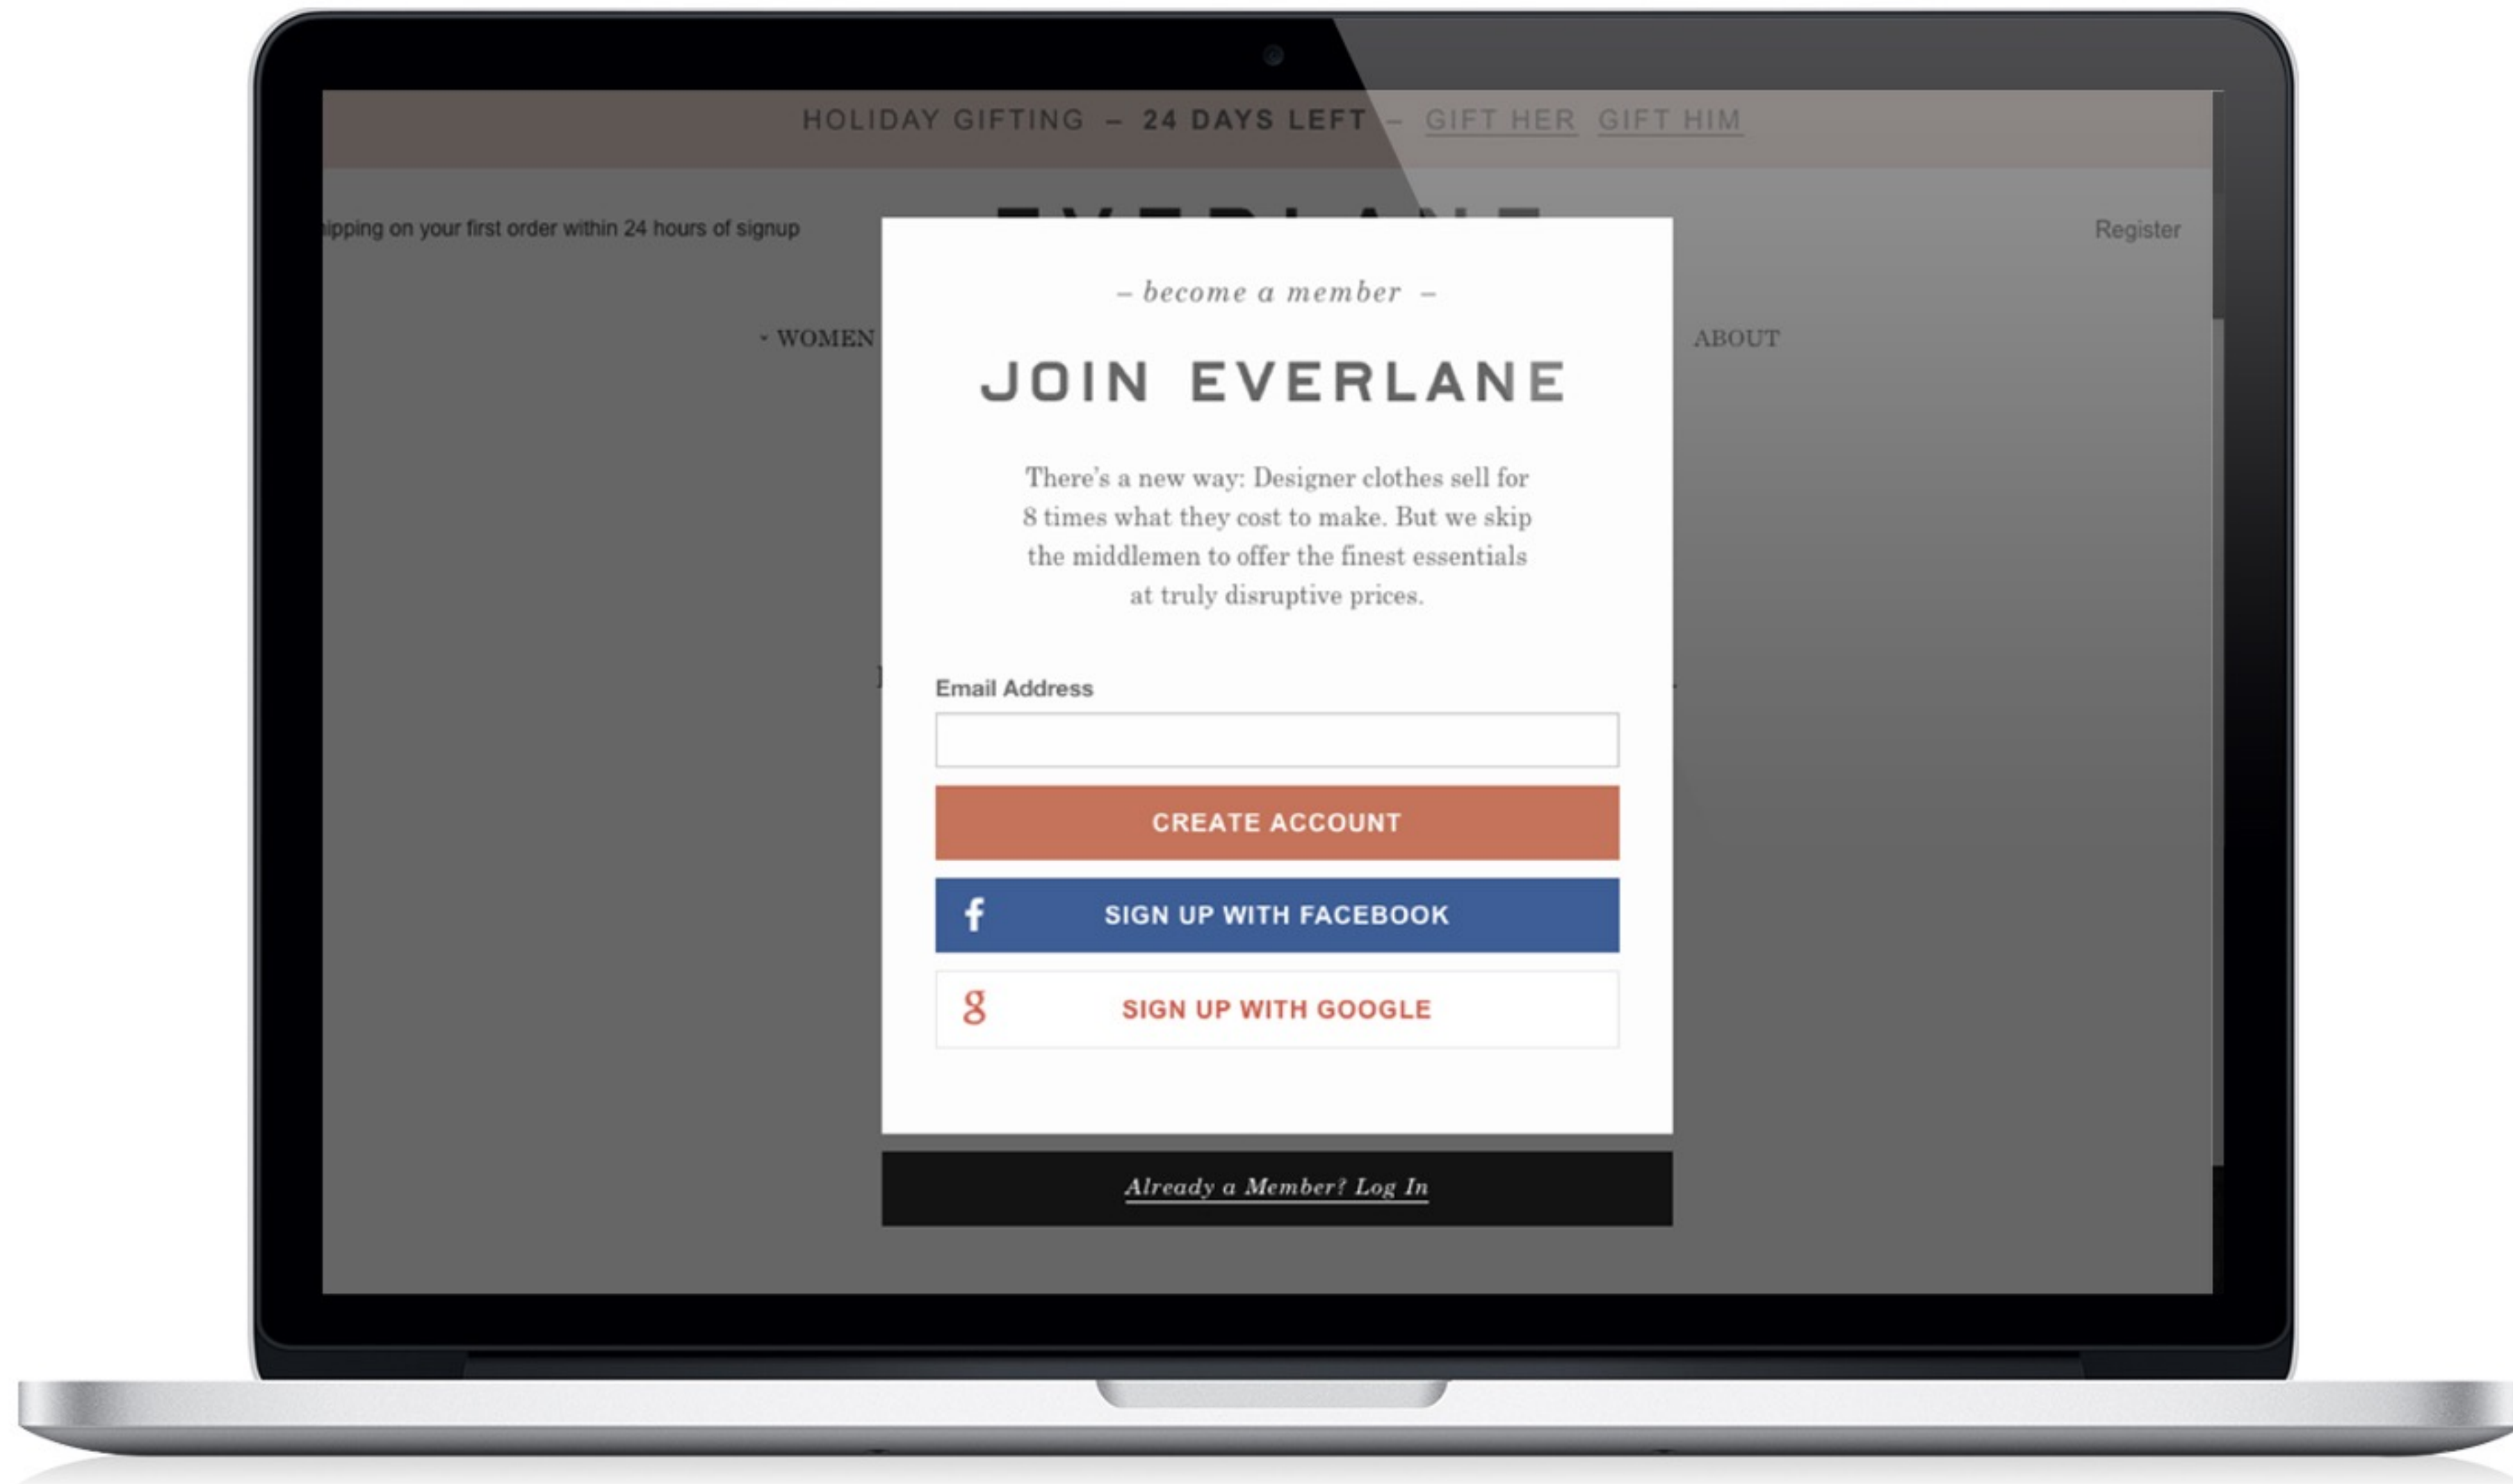 HOLIDAY GIFTING – 24 DAYS LEFT – GIFT HER GIFT HIM
on your first order within 24 hours of signup
Register
WOMEN
ABOUT
– become a member –
JOIN EVERLANE
There's a new way: Designer clothes sell for
8 times what they cost to make. But we skip
the middlemen to offer the finest essentials
at truly disruptive prices.
Email Address
CREATE ACCOUNT
f SIGN UP WITH FACEBOOK
g SIGN UP WITH GOOGLE
Already a Member? Log In